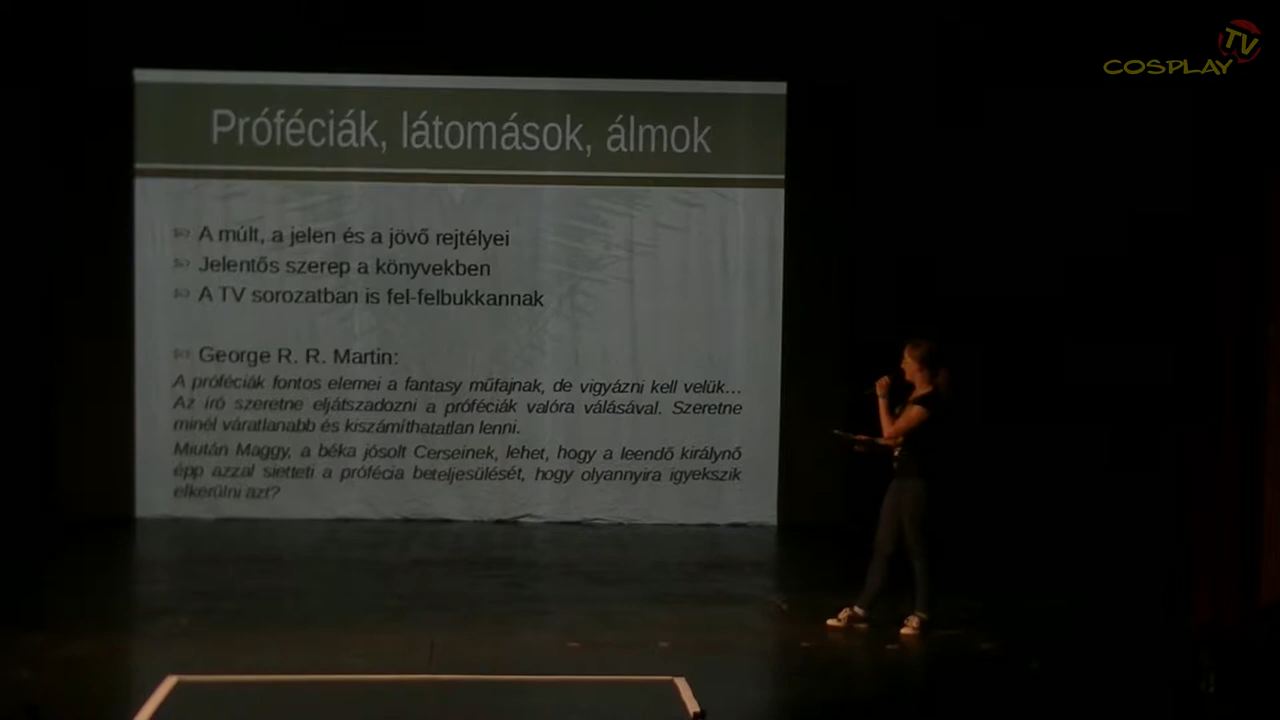 TV
COSPLAY
Próféciák, látomások, álmok
A múlt, a jelen és a jövő rejtélyei
Jelentős szerep a könyvekben
A TV sorozatban is fel-felbukkannak
George R. R. Martin:
A próféciák fontos elemei a fantasy műfajnak, de vigyázni kell velük…
Az író szeretne eljátszadozni a próféciák valóra válásával. Szeretne
minél váratlanabb és kiszámíthatatlan lenni.
Miután Maggy, a béka jósolt Cerseinek, lehet, hogy a leendő királynő
épp azzal sietteti a prófécia beteljesülését, hogy olyannyira igyekszik
elkerülni azt?